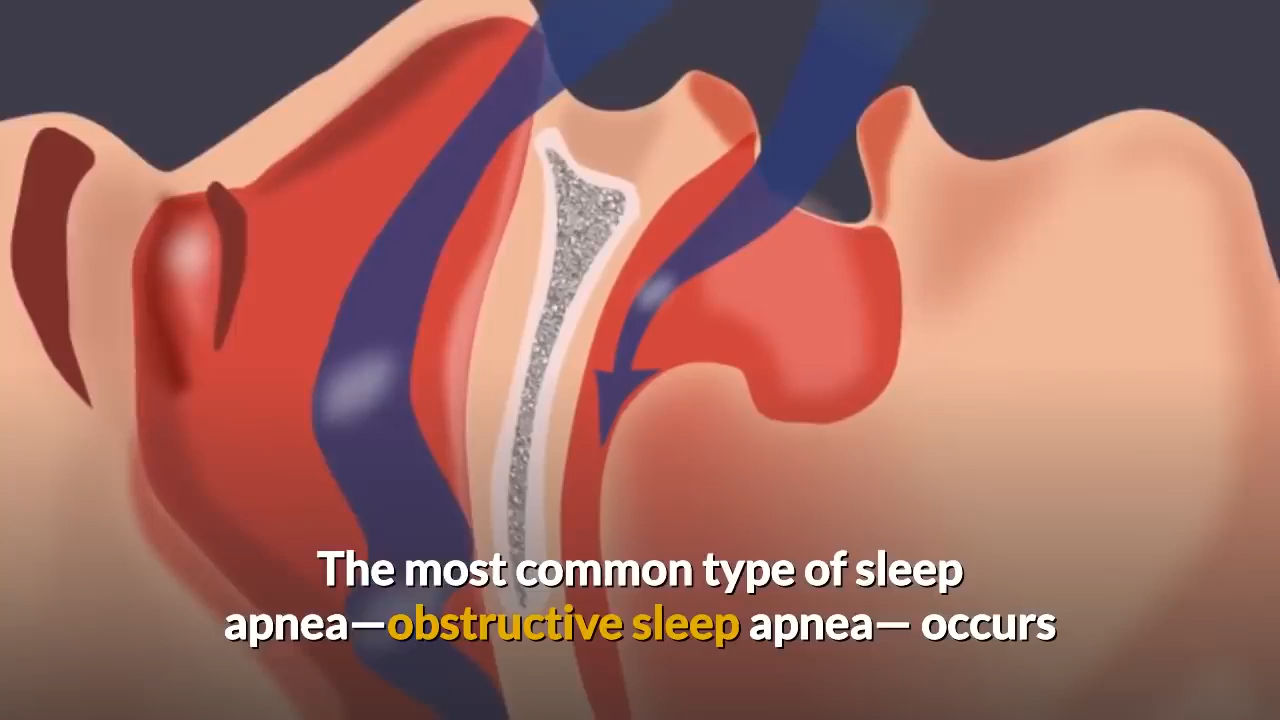 The most common type of sleep
apnea—obstructive sleep apnea— occurs